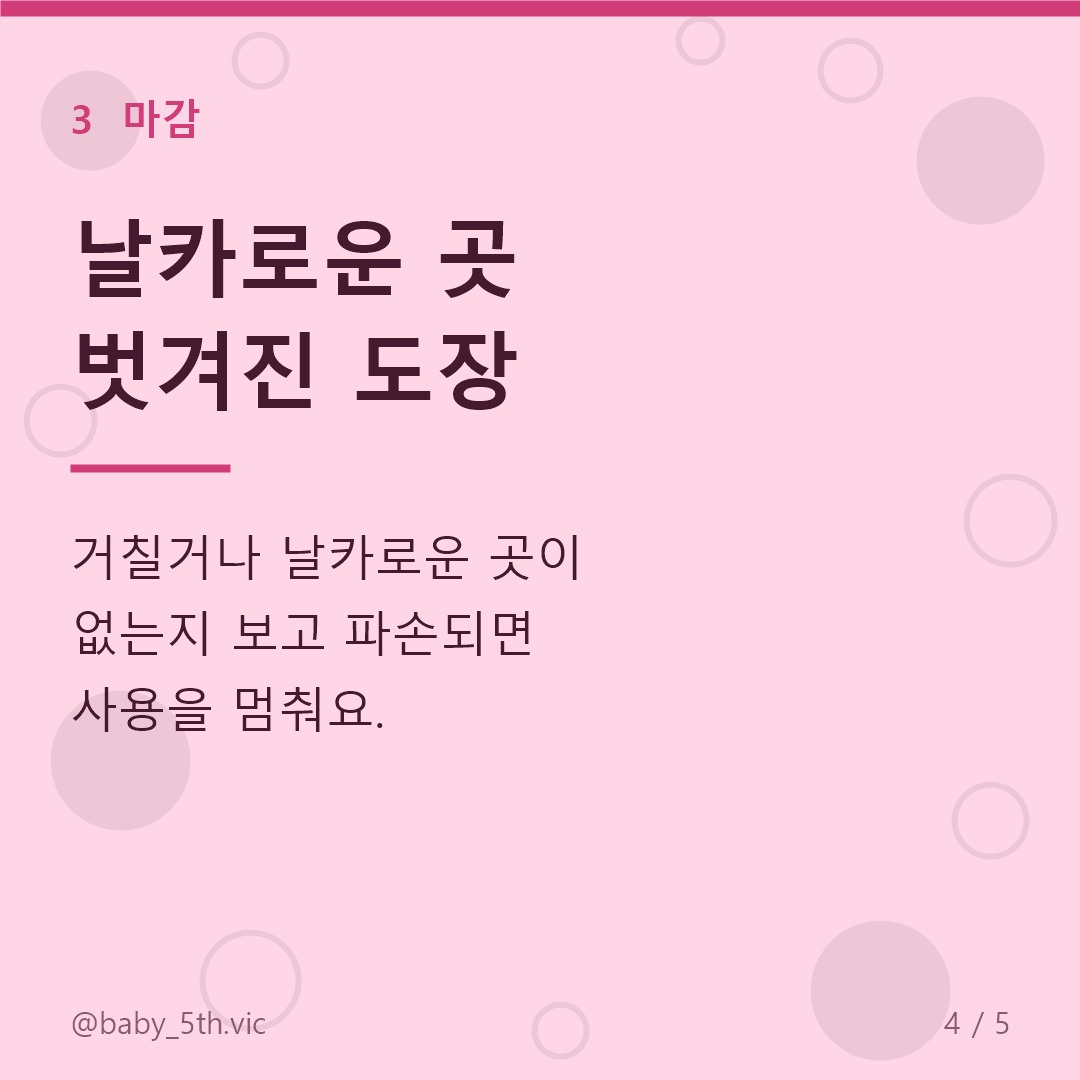 3 마감
날카로운 곳
벗겨진 도장
거칠거나 날카로운 곳이
없는지 보고 파손되면
사용을 멈춰요.
@baby_5th.vic
4 / 5